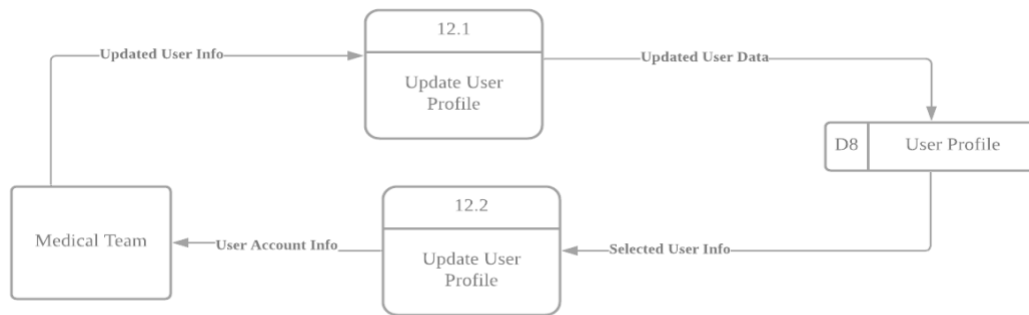 12.1
Updated User Info
Updated User Data
Update User
Profile
D8
User Profile
12.2
Medical Team
User Account Info
Selected User Info
Update User
Profile